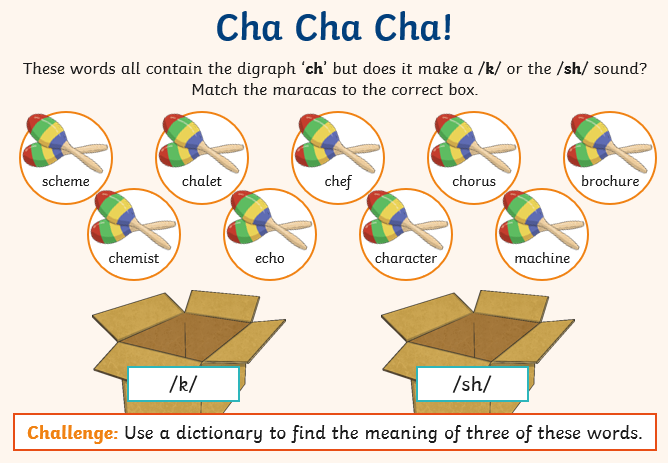 Cha Cha Cha!
These words all contain the digraph ‘ch’ but does it make a /k/ or the /sh/ sound?
Match the maracas to the correct box.
scheme chalet chef chorus brochure
chemist echo character machine
/k/ /sh/
Challenge: Use a dictionary to find the meaning of three of these words.